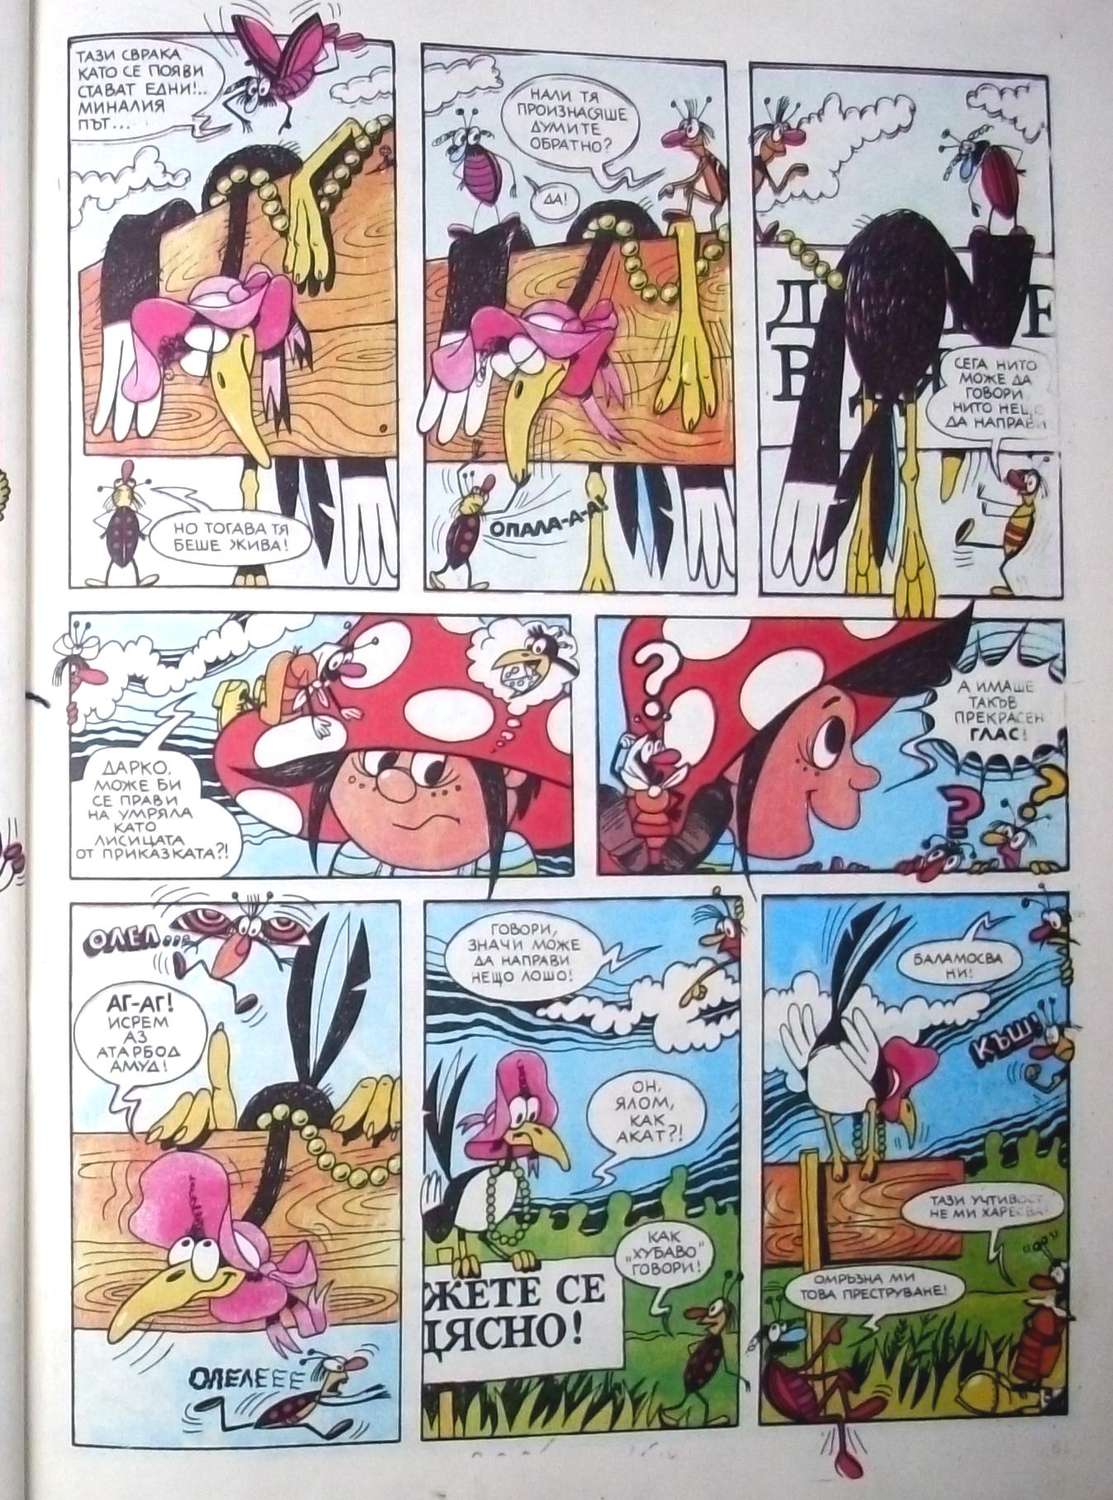 ТАЗИ СВРАКА
КАТО СЕ ПОЯВИ
СТАВАТ ЕДНИ!..
МИНАЛИЯ
ПЪТ...
НО ТОГАВА ТЯ
БЕШЕ ЖИВА!
НАЛИ ТЯ
ПРОИЗНАСЯШЕ
ДУМИТЕ
ОБРАТНО?
ДА!
ОПАЛА-А-А!
СЕГА НИТО
МОЖЕ ДА
ГОВОРИ
НИТО НЕЩО
ДА НАПРАВИ
ДАРКО,
МОЖЕ БИ
СЕ ПРАВИ
НА УМРЯЛА
КАТО
ЛИСИЦАТА
ОТ ПРИКАЗКАТА?!
?
А ИМАШЕ
ТАКЪВ
ПРЕКРАСЕН
ГЛАС!
? ?
ОЛЕЛ...
АГ-АГ!
ИСРЕМ
АЗ
АТАРБОД
АМУД!
ОЛЕЛЕЕЕ
ГОВОРИ,
ЗНАЧИ МОЖЕ
ДА НАПРАВИ
НЕЩО ЛОШО!
ОН,
ЯЛОМ,
КАК
АКАТ?!
КАК
„ХУБАВО"
ГОВОРИ!
ЖЕТЕ СЕ
ДЯСНО!
БАЛАМОСВА
НИ!
КЪШ!
ТАЗИ УЧТИВОСТ
НЕ МИ ХАРЕСВА!
ОМРЪЗНА МИ
ТОВА ПРЕСТРУВАНЕ!